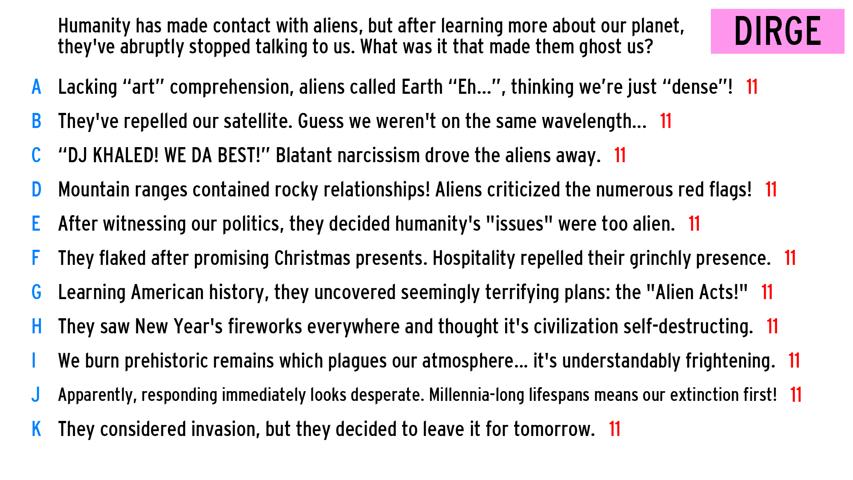 Humanity has made contact with aliens, but after learning more about our planet,
they've abruptly stopped talking to us. What was it that made them ghost us?
DIRGE
A Lacking “art” comprehension, aliens called Earth “Eh...”, thinking we’re just “dense”! 11
B They've repelled our satellite. Guess we weren't on the same wavelength... 11
C “DJ KHALED! WE DA BEST!” Blatant narcissism drove the aliens away. 11
D Mountain ranges contained rocky relationships! Aliens criticized the numerous red flags! 11
E After witnessing our politics, they decided humanity's "issues" were too alien. 11
F They flaked after promising Christmas presents. Hospitality repelled their grinchly presence. 11
G Learning American history, they uncovered seemingly terrifying plans: the "Alien Acts!" 11
H They saw New Year's fireworks everywhere and thought it's civilization self-destructing. 11
I We burn prehistoric remains which plagues our atmosphere... it's understandably frightening. 11
J Apparently, responding immediately looks desperate. Millennia-long lifespans means our extinction first! 11
K They considered invasion, but they decided to leave it for tomorrow. 11